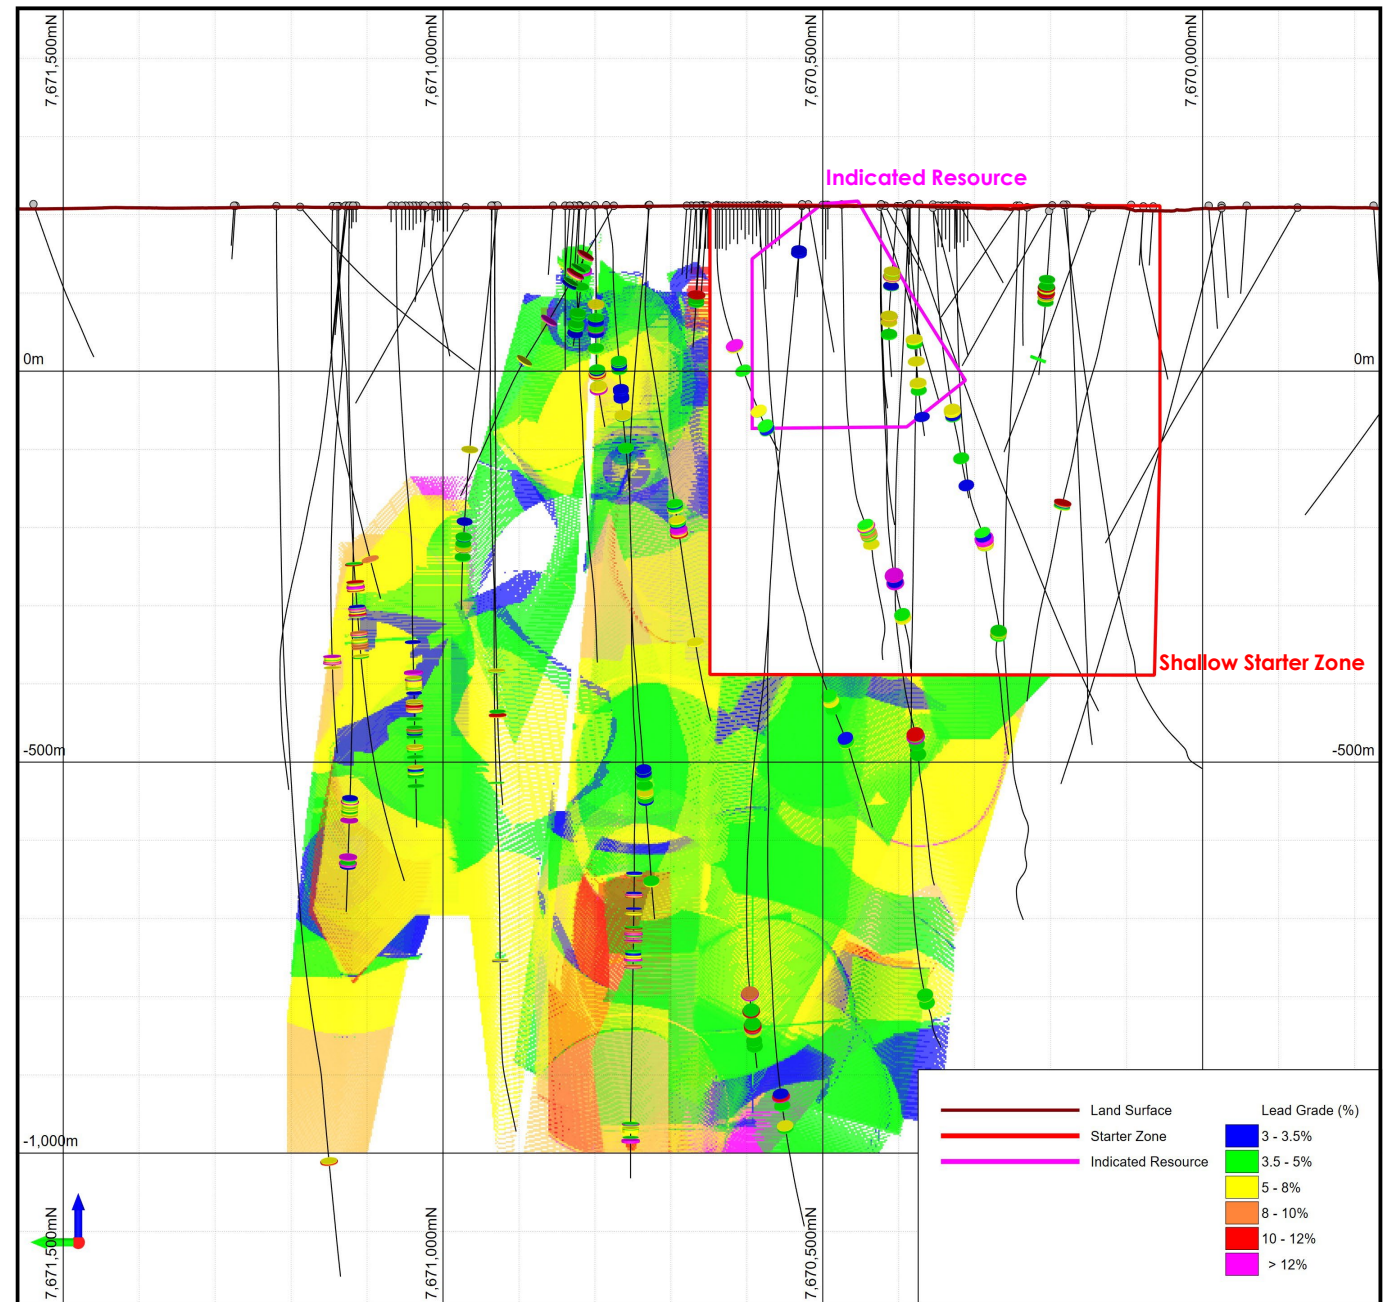 7,671,500mN
7,671,000mN
7,670,500mN
7,670,000mN
Indicated Resource
0m
0m
Shallow Starter Zone
-500m
-500m
-1,000m
7,671,500mN
7,671,000mN
7,670,500mN
Land Surface
Starter Zone
Indicated Resource
Lead Grade (%)
3 - 3.5%
3.5 - 5%
5 - 8%
8 - 10%
10 - 12%
> 12%